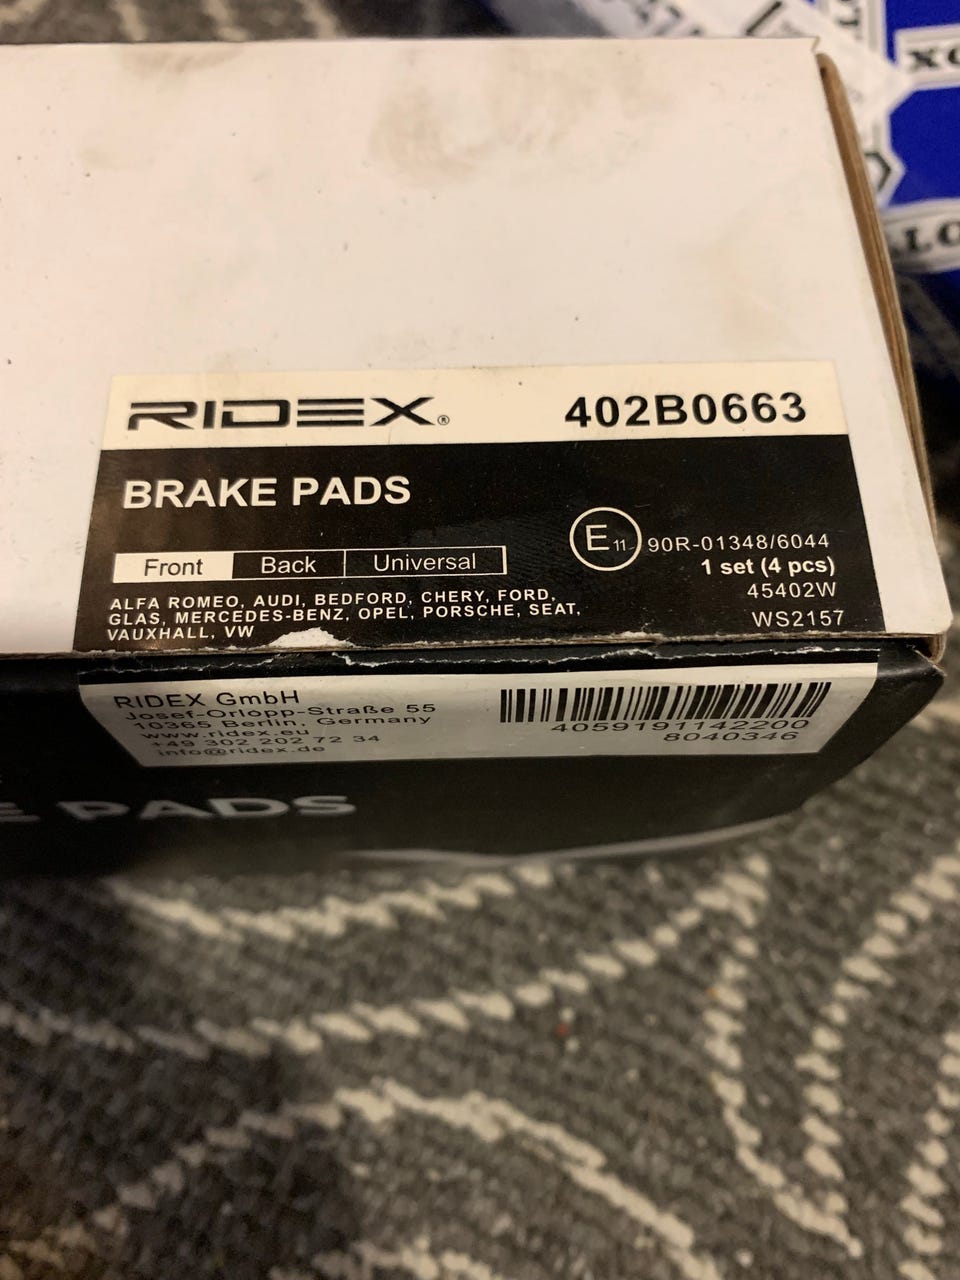 RIDEX® 402B0663
BRAKE PADS
Front Back Universal
E11 90R-01348/6044
1 set (4 pcs)
45402W
WS2157
ALFA ROMEO, AUDI, BEDFORD, CHERY, FORD,
GLAS, MERCEDES-BENZ, OPEL, PORSCHE, SEAT,
VAUXHALL, VW
RIDEX GmbH
Josef-Orlopp-Straße 55
10365 Berlin, Germany
www.ridex.eu
+49 302 202 72 34
info@ridex.de
4059191142200
8040346
E PADS